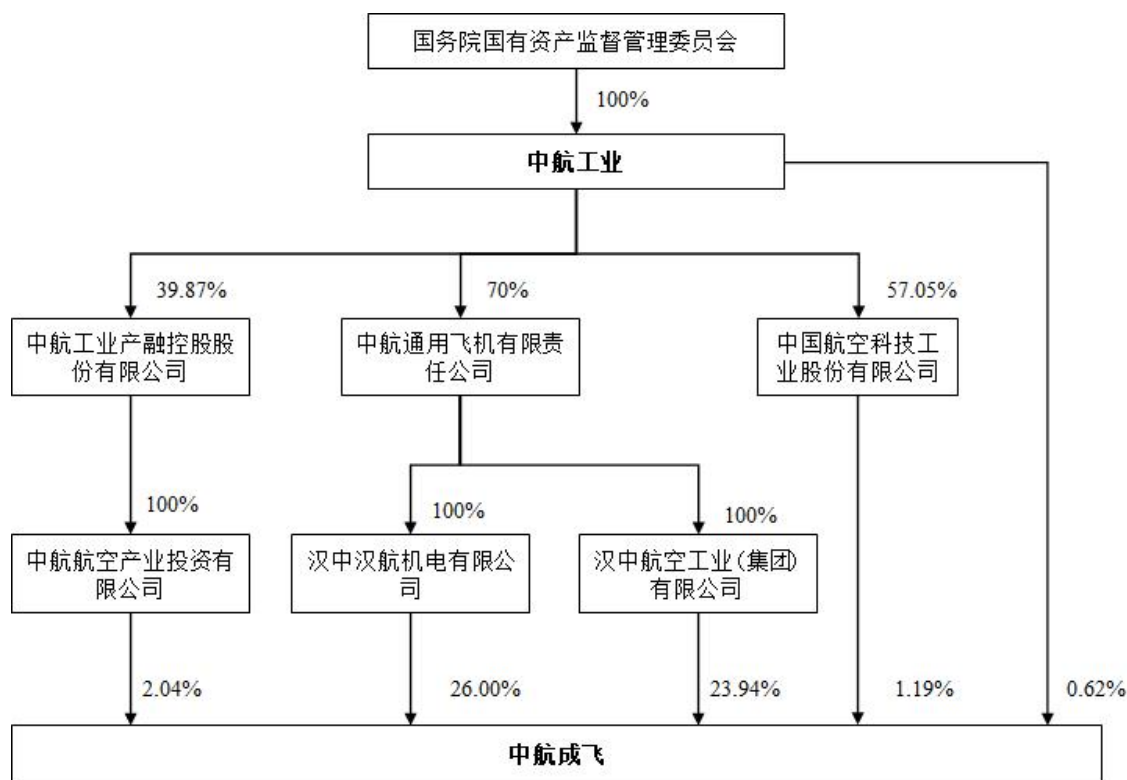 国务院国有资产监督管理委员会
100%
中航工业
39.87%
70%
57.05%
中航工业产融控股股
份有限公司
中航通用飞机有限责
任公司
中国航空科技工
业股份有限公司
100%
100%
100%
中航航空产业投资有
限公司
汉中汉航机电有限公
司
汉中航空工业(集团)
有限公司
2.04%
26.00%
23.94%
1.19%
0.62%
中航成飞